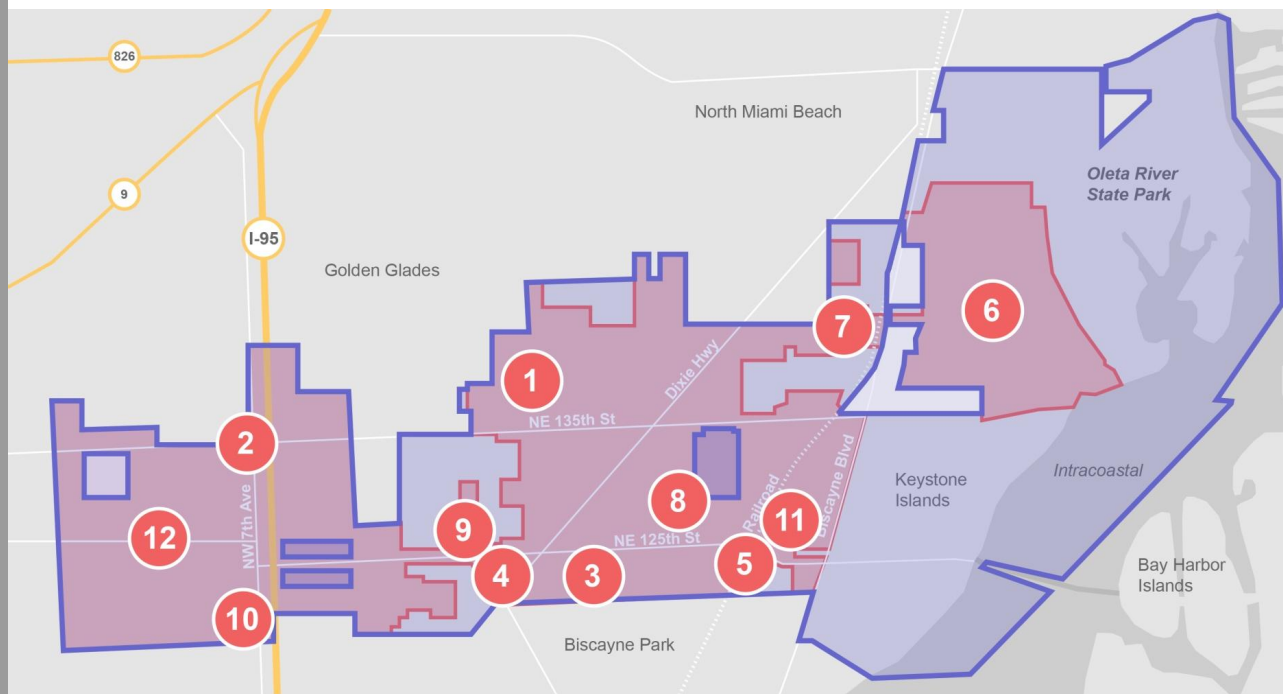 826
North Miami Beach
Oleta River
State Park
9
I-95
Golden Glades
6
7
Dixie Hwy
1
NE 135th St
2
Biscayne Blvd
Keystone
Islands
Intracoastal
8
Railroad
11
9
12
NW 7th Ave
NE 125th St
4
3
5
Bay Harbor
Islands
10
Biscayne Park